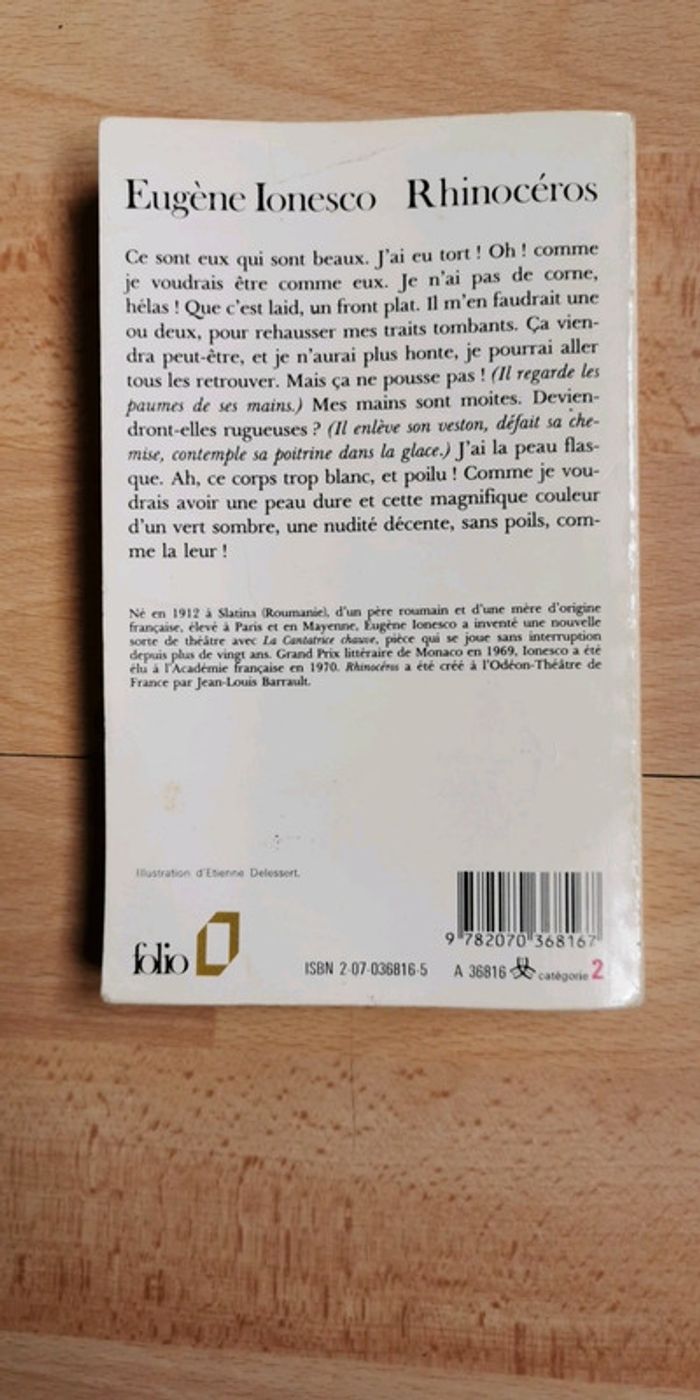 Eugène Ionesco Rhinocéros
Ce sont eux qui sont beaux. J'ai eu tort ! Oh ! comme
je voudrais être comme eux. Je n'ai pas de corne,
hélas ! Que c'est laid, un front plat. Il m'en faudrait une
ou deux, pour rehausser mes traits tombants. Ça vien-
dra peut-être, et je n'aurai plus honte, je pourrai aller
tous les retrouver. Mais ça ne pousse pas ! (Il regarde les
paumes de ses mains.) Mes mains sont moites. Devien-
dront-elles rugueuses ? (Il enlève son veston, défait sa che-
mise, contemple sa poitrine dans la glace.) J'ai la peau flas-
que. Ah, ce corps trop blanc, et poilu ! Comme je vou-
drais avoir une peau dure et cette magnifique couleur
d'un vert sombre, une nudité décente, sans poils, com-
me la leur !
Né en 1912 à Slatina (Roumanie), d'un père roumain et d'une mère d'origine
française, élevé à Paris et en Mayenne, Eugène Ionesco a inventé une nouvelle
sorte de théâtre avec La Cantatrice chauve, pièce qui se joue sans interruption
depuis plus de vingt ans. Grand Prix littéraire de Monaco en 1969, Ionesco a été
élu à l'Académie française en 1970. Rhinocéros a été créé à l'Odéon-Théâtre de
France par Jean-Louis Barrault.
Illustration d'Etienne Delessert.
9 782070 368167
folio
ISBN 2-07-036816-5 A 36816 catégorie 2